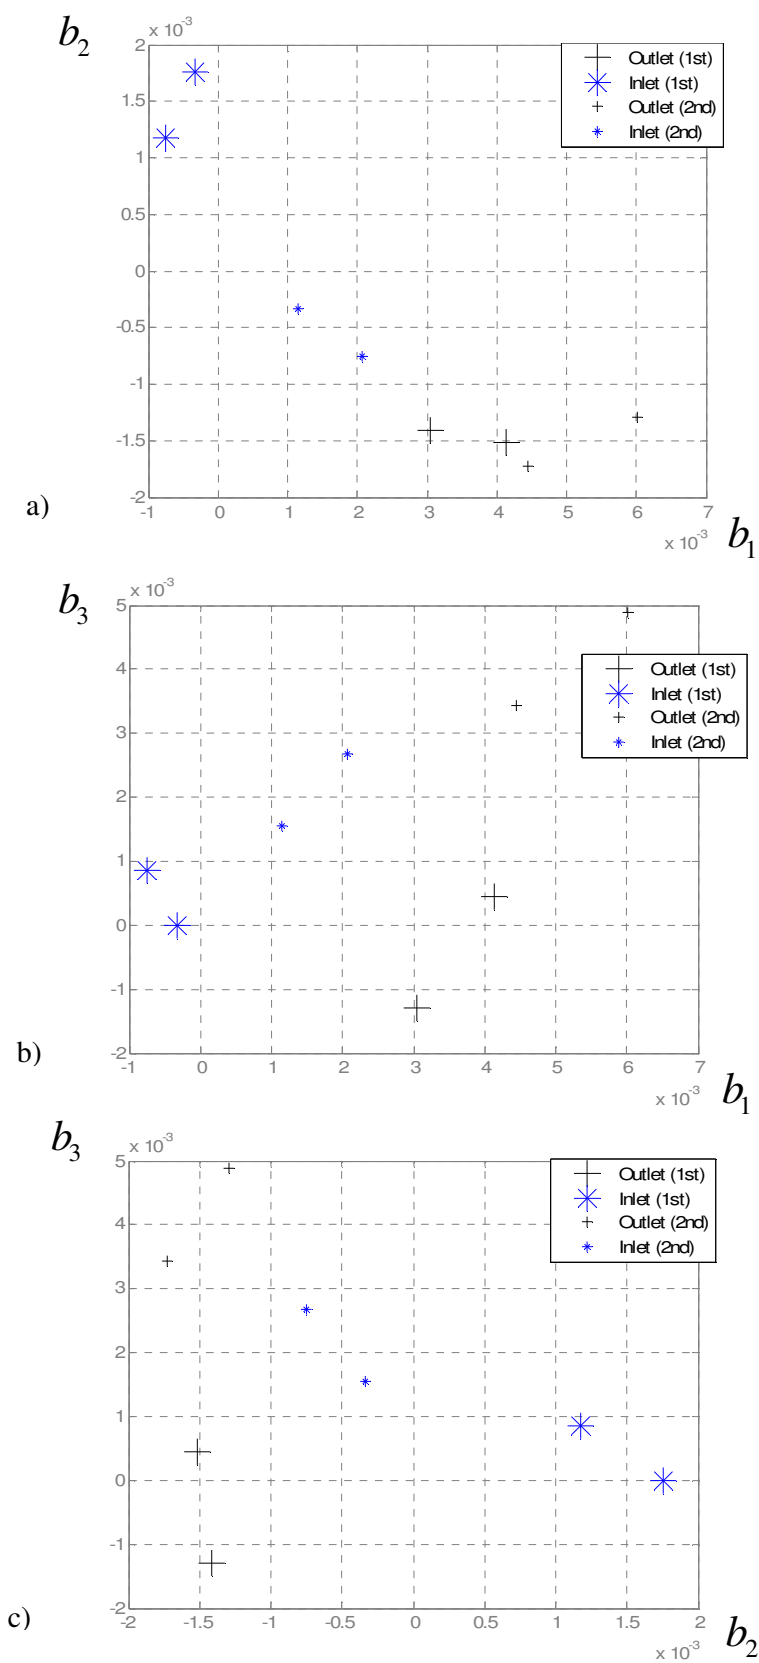 b₂
x 10⁻³
2
1.5
1
0.5
0
-0.5
-1
-1.5
-2
Outlet (1st)
Inlet (1st)
Outlet (2nd)
Inlet (2nd)
a)
-1 0 1 2 3 4 5 6 7
x 10⁻³
b₁
b₃
x 10⁻³
5
4
3
2
1
0
-1
-2
Outlet (1st)
Inlet (1st)
Outlet (2nd)
Inlet (2nd)
b)
-1 0 1 2 3 4 5 6 7
x 10⁻³
b₁
b₃
x 10⁻³
5
4
3
2
1
0
-1
-2
Outlet (1st)
Inlet (1st)
Outlet (2nd)
Inlet (2nd)
c)
-2 -1.5 -1 -0.5 0 0.5 1 1.5 2
x 10⁻³
b₂